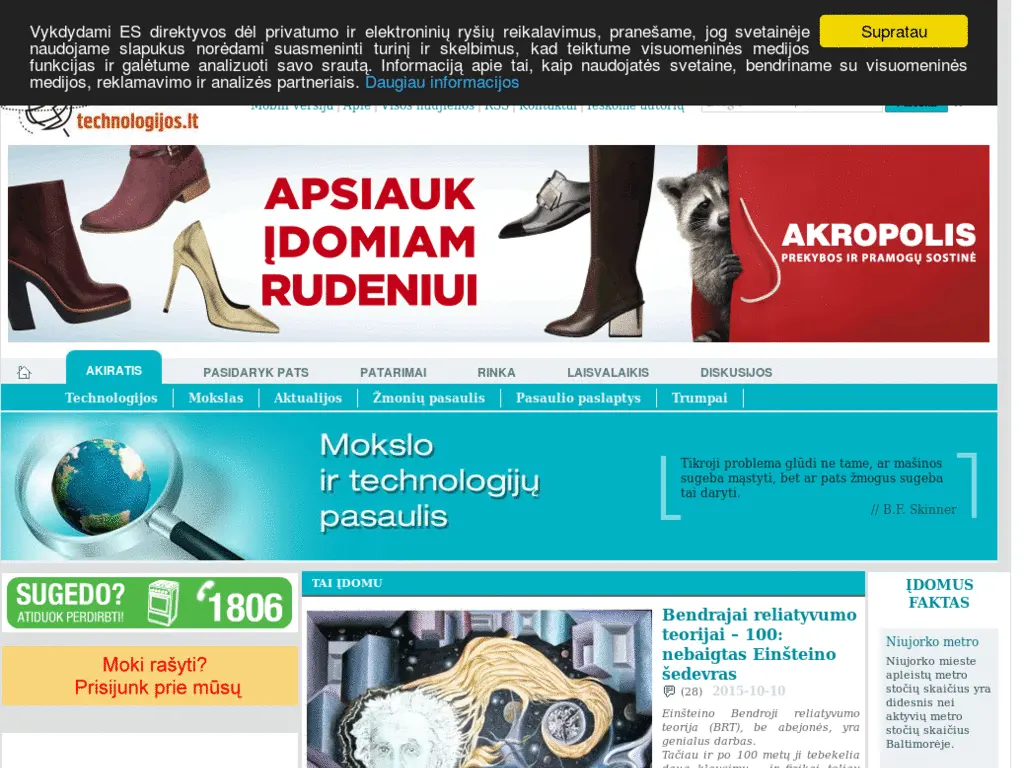 Vykdydami ES direktyvos dėl privatumo ir elektroninių ryšių reikalavimus, pranešame, jog svetainėje
naudojame slapukus norėdami suasmeninti turinį ir skelbimus, kad teiktume visuomeninės medijos
funkcijas ir galėtume analizuoti savo srautą. Informaciją apie tai, kaip naudojatės svetaine, bendriname su visuomeninės
medijos, reklamavimo ir analizės partneriais. Daugiau informacijos
Supratau
Mobili versija | Apie | Visos naujienos | RSS | Kontaktai | Ieškome autorių
technologijos.lt
APSIAUK
ĮDOMIAM
RUDENIUI
AKROPOLIS
PREKYBOS IR PRAMOGŲ SOSTINĖ
AKIRATIS
PASIDARYK PATS
PATARIMAI
RINKA
LAISVALAIKIS
DISKUSIJOS
Technologijos
Mokslas
Aktualijos
Žmonių pasaulis
Pasaulio paslaptys
Trumpai
Mokslo
ir technologijų
pasaulis
Tikroji problema glūdi ne tame, ar mašinos
sugeba mąstyti, bet ar pats žmogus sugeba
tai daryti.
// B.F. Skinner
SUGEDO?
ATIDUOK PERDIRBTI!
1806
Moki rašyti?
Prisijunk prie mūsų
TAI ĮDOMU
Bendrajai reliatyvumo
teorijai – 100:
nebaigtas Einšteino
šedevras
(28) 2015-10-10
Einšteino Bendroji reliatyvumo
teorija (BRT), be abejonės, yra
genialus darbas.
Tačiau ir po 100 metų ji tebekelia
ĮDOMUS
FAKTAS
Niujorko metro
Niujorko mieste
apleistų metro
stočių skaičius yra
didesnis nei
aktyvių metro
stočių skaičius
Baltimorėje.